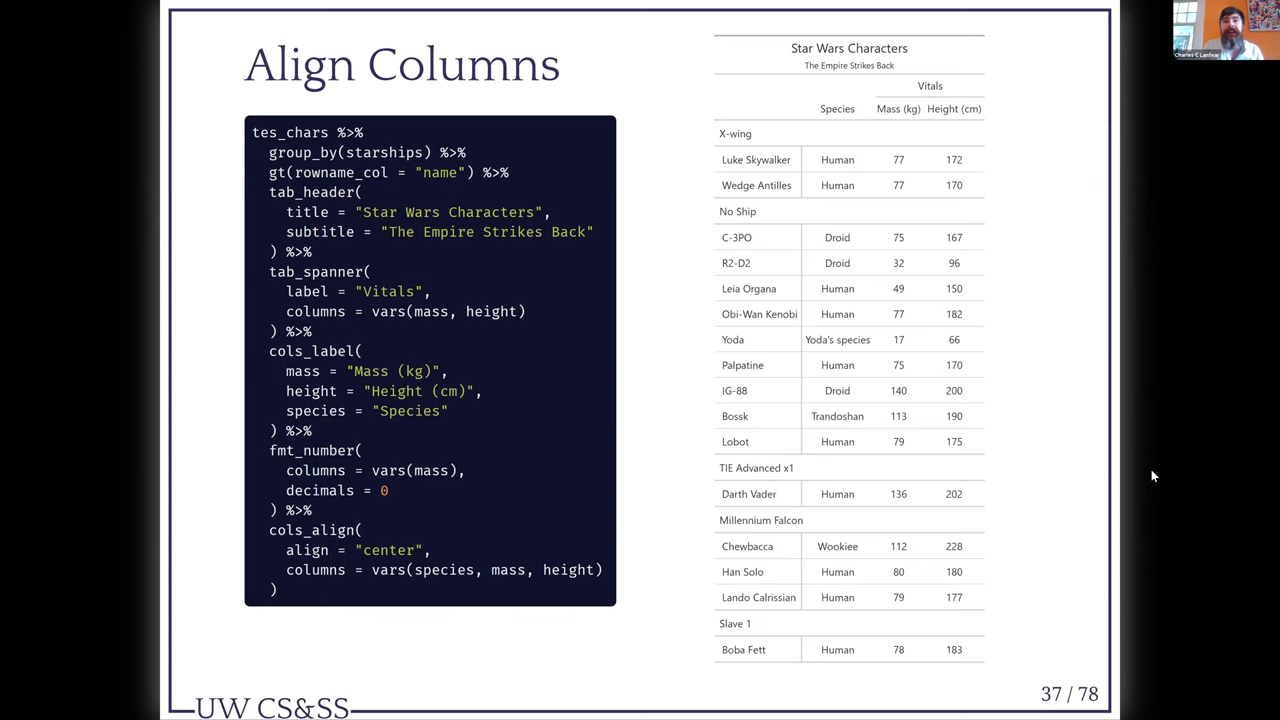 Align Columns
tes_chars %>%
group_by(starships) %>%
gt(rowname_col = "name") %>%
tab_header(
title = "Star Wars Characters",
subtitle = "The Empire Strikes Back"
) %>%
tab_spanner(
label = "Vitals",
columns = vars(mass, height)
) %>%
cols_label(
mass = "Mass (kg)",
height = "Height (cm)",
species = "Species"
) %>%
fmt_number(
columns = vars(mass),
decimals = 0
) %>%
cols_align(
align = "center",
columns = vars(species, mass, height)
)
Star Wars Characters
The Empire Strikes Back
Vitals
Species Mass (kg) Height (cm)
X-wing
Luke Skywalker Human 77 172
Wedge Antilles Human 77 170
No Ship
C-3PO Droid 75 167
R2-D2 Droid 32 96
Leia Organa Human 49 150
Obi-Wan Kenobi Human 77 182
Yoda Yoda's species 17 66
Palpatine Human 75 170
IG-88 Droid 140 200
Bossk Trandoshan 113 190
Lobot Human 79 175
TIE Advanced x1
Darth Vader Human 136 202
Millennium Falcon
Chewbacca Wookiee 112 228
Han Solo Human 80 180
Lando Calrissian Human 79 177
Slave 1
Boba Fett Human 78 183
UW CS&SS
37 / 78
Charles C Lanfear